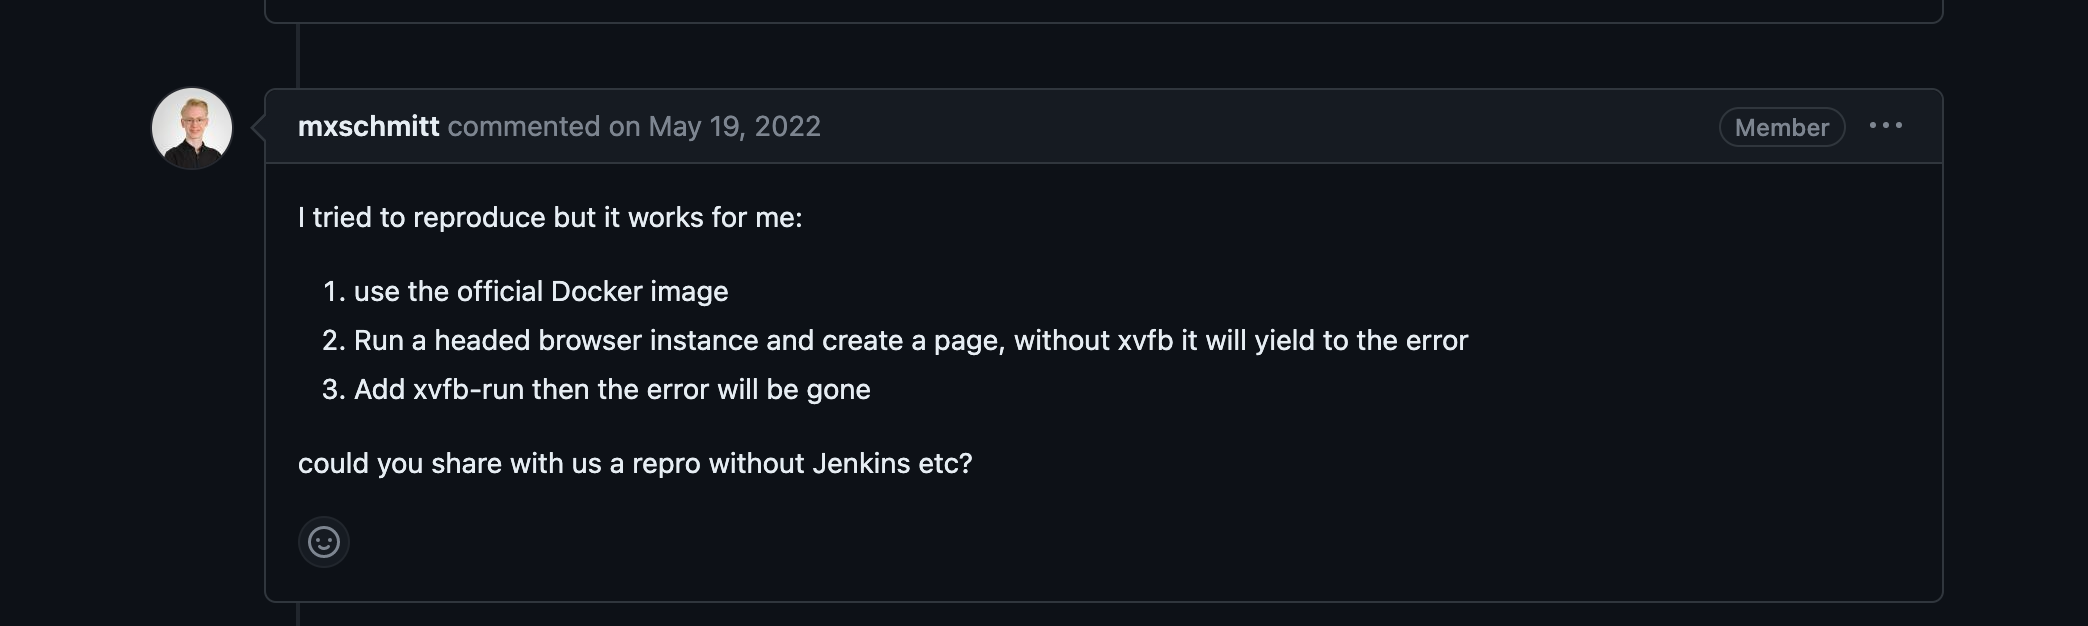 mxschmitt commented on May 19, 2022 Member
I tried to reproduce but it works for me:
1. use the official Docker image
2. Run a headed browser instance and create a page, without xvfb it will yield to the error
3. Add xvfb-run then the error will be gone
could you share with us a repro without Jenkins etc?